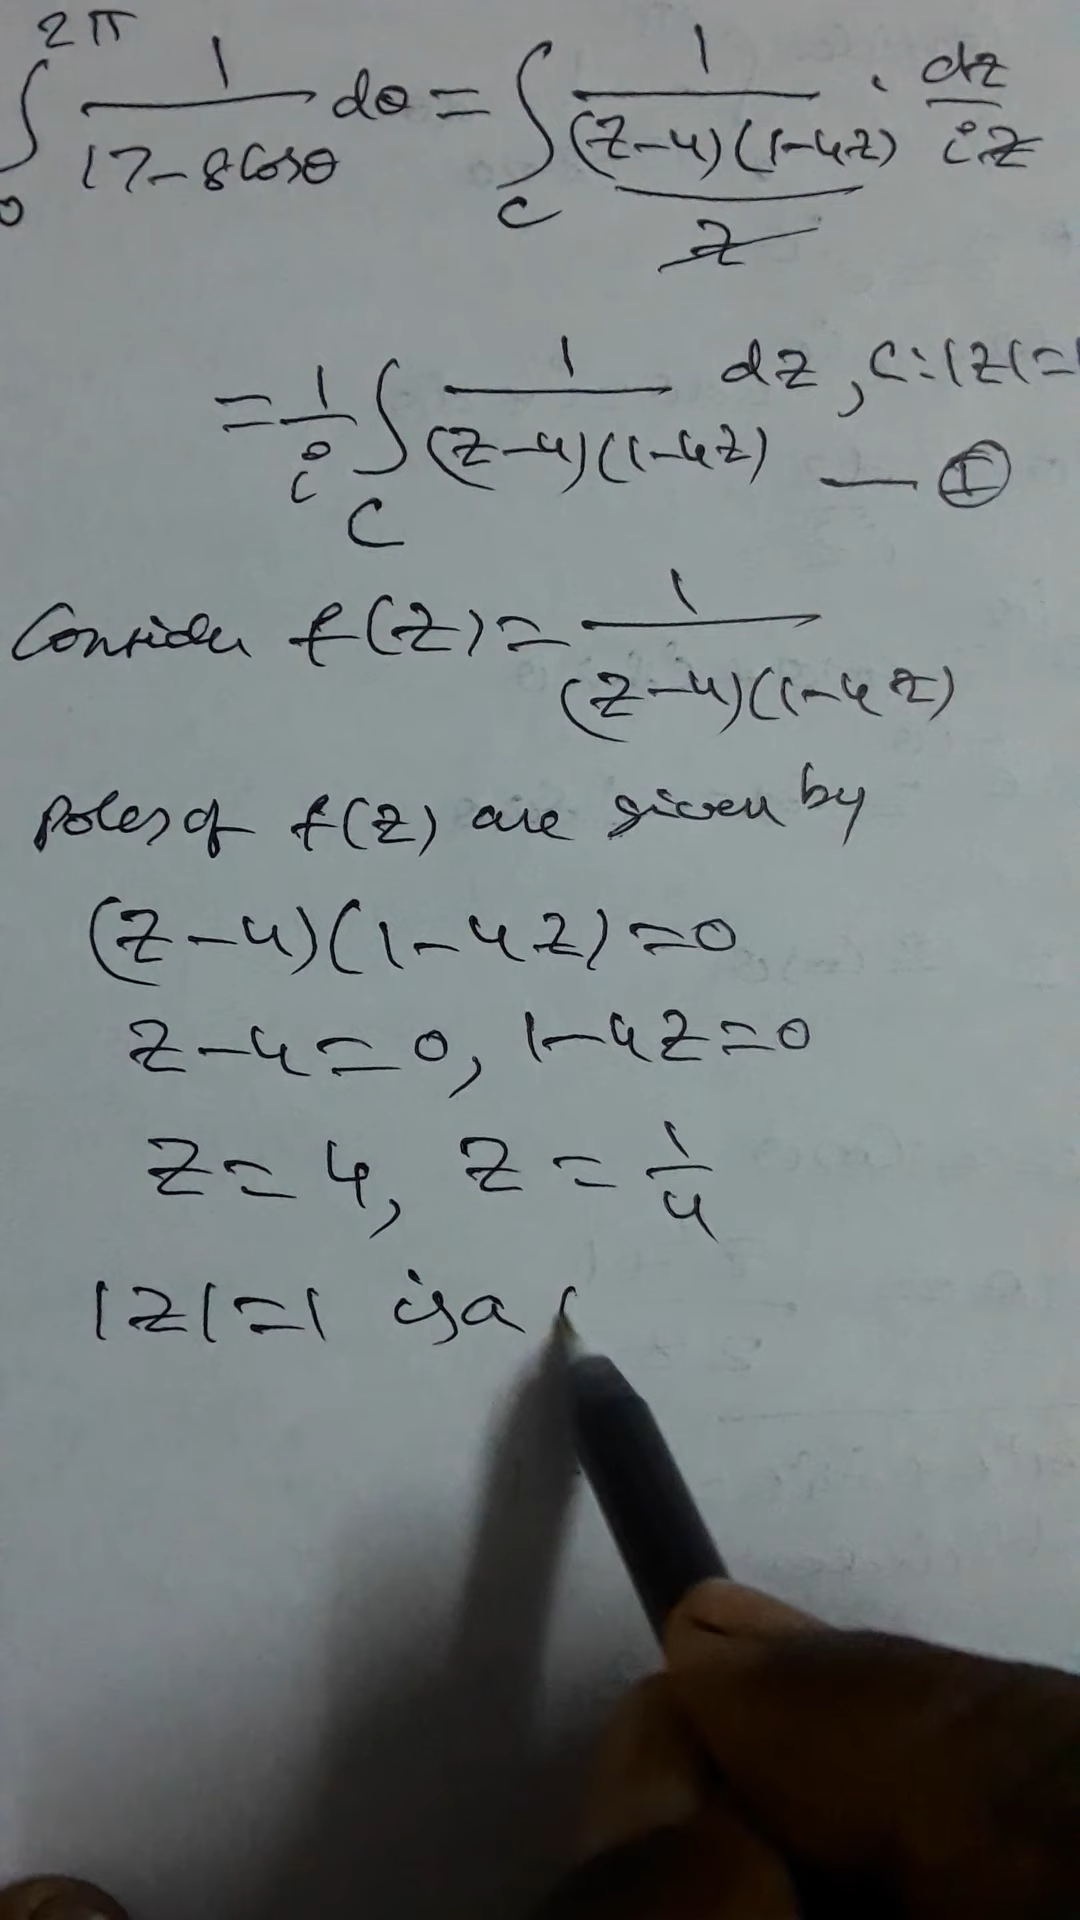 ∫₀^{2π} 1/(17-8cosθ) dθ = ∫_C 1/((z-4)(1-4z)/z) · dz/(iz)
= 1/i ∫_C 1/((z-4)(1-4z)) dz, C:|z|=1 — ①
Consider f(z) = 1/((z-4)(1-4z))
Poles of f(z) are given by
(z-4)(1-4z)=0
z-4=0, 1-4z=0
z=4, z=1/4
|z|=1 is a